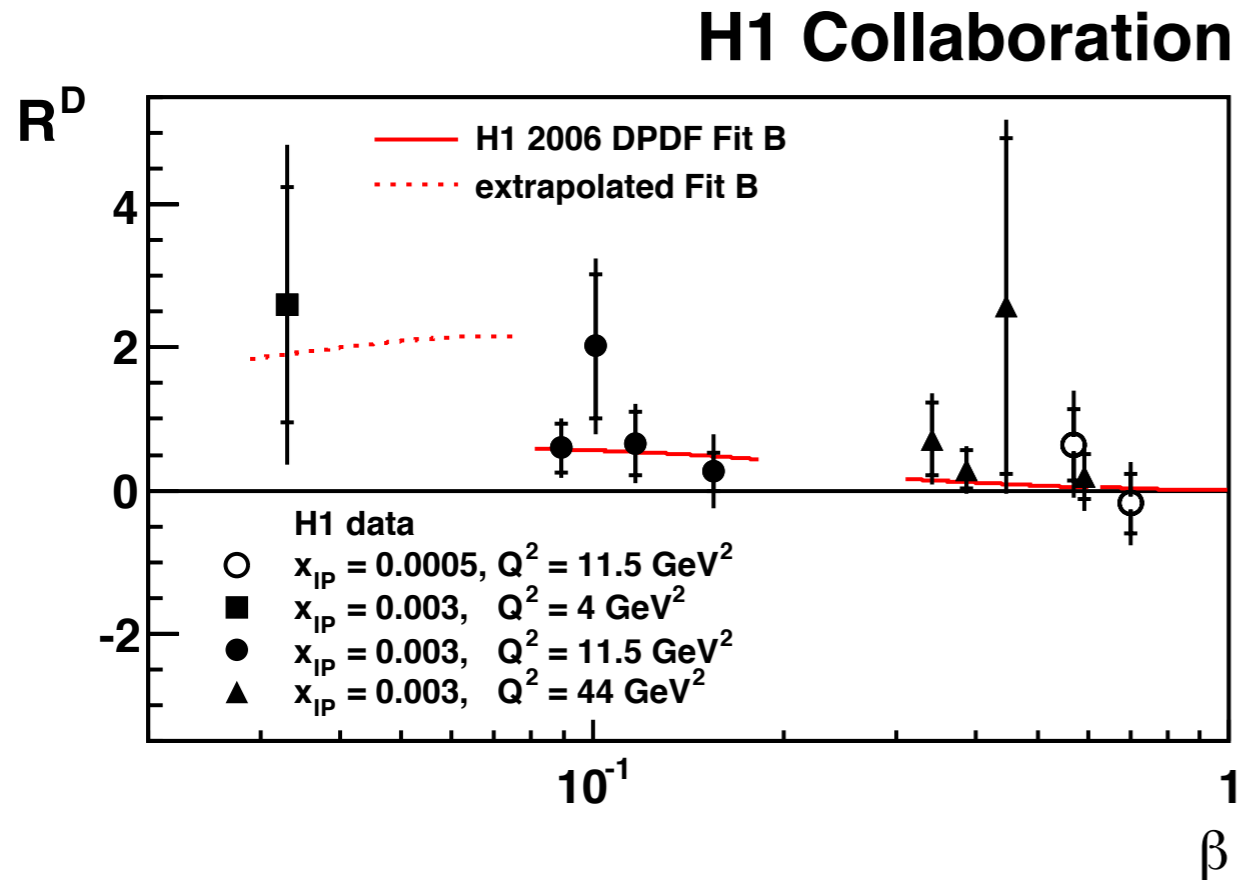 H1 Collaboration
R^D
H1 2006 DPDF Fit B
extrapolated Fit B
4
2
0
-2
H1 data
x_IP = 0.0005, Q^2 = 11.5 GeV^2
x_IP = 0.003, Q^2 = 4 GeV^2
x_IP = 0.003, Q^2 = 11.5 GeV^2
x_IP = 0.003, Q^2 = 44 GeV^2
10^-1
1
β